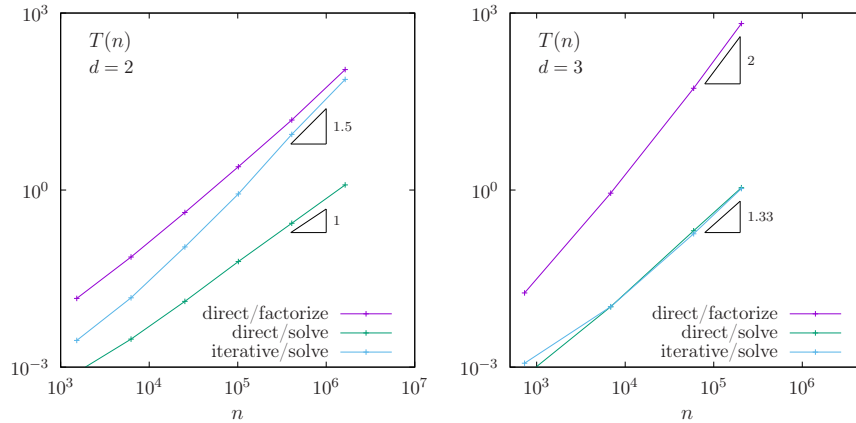 10^3
T(n)
d = 2
1.5
10^0
1
direct/factorize
direct/solve
iterative/solve
10^−3
10^3 10^4 10^5 10^6 10^7
n
10^3
T(n)
d = 3
2
10^0
1.33
direct/factorize
direct/solve
iterative/solve
10^−3
10^3 10^4 10^5 10^6
n